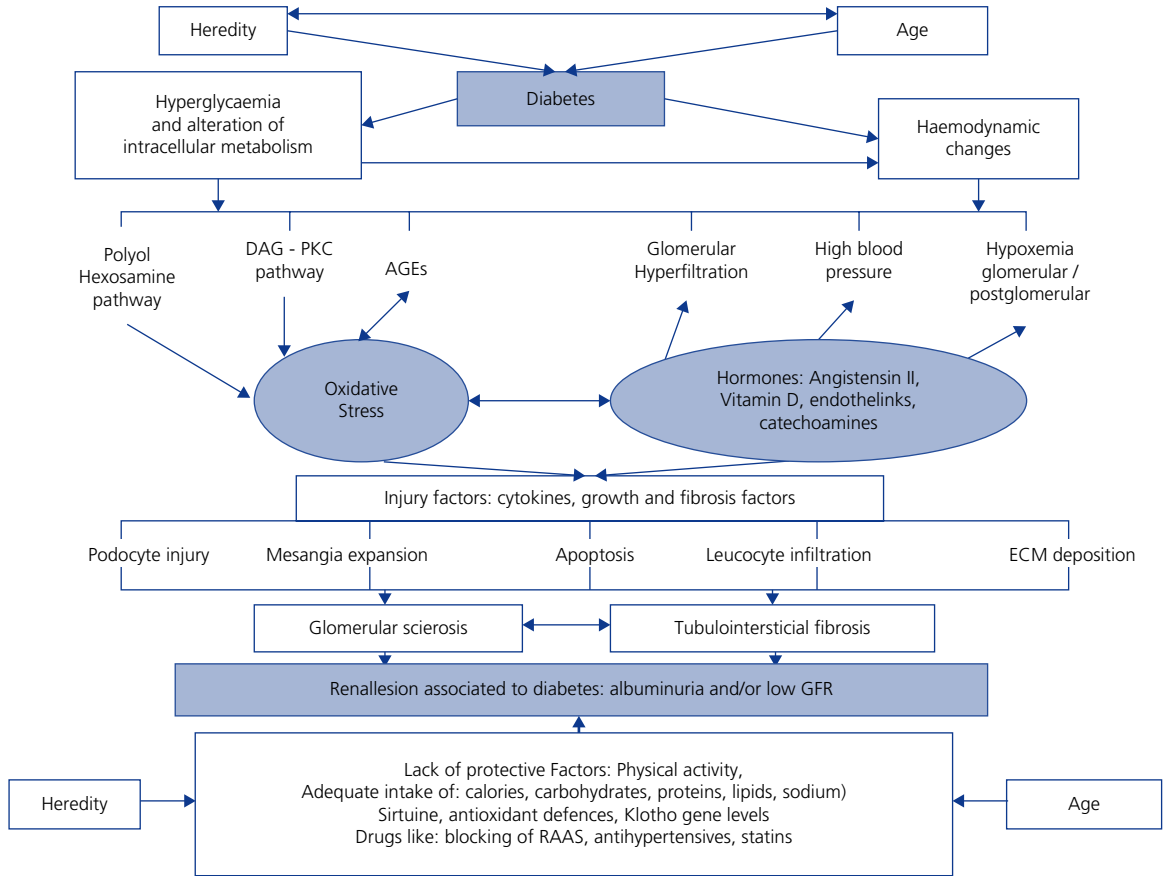 Heredity
Age
Diabetes
Hyperglycaemia
and alteration of
intracellular metabolism
Haemodynamic
changes
Polyol
Hexosamine
pathway
DAG - PKC
pathway
AGEs
Glomerular
Hyperfiltration
High blood
pressure
Hypoxemia
glomerular /
postglomerular
Oxidative
Stress
Hormones: Angistensin II,
Vitamin D, endothelinks,
catechoamines
Injury factors: cytokines, growth and fibrosis factors
Podocyte injury
Mesangia expansion
Apoptosis
Leucocyte infiltration
ECM deposition
Glomerular scierosis
Tubulointersticial fibrosis
Renallesion associated to diabetes: albuminuria and/or low GFR
Heredity
Lack of protective Factors: Physical activity,
Adequate intake of: calories, carbohydrates, proteins, lipids, sodium)
Sirtuine, antioxidant defences, Klotho gene levels
Drugs like: blocking of RAAS, antihypertensives, statins
Age